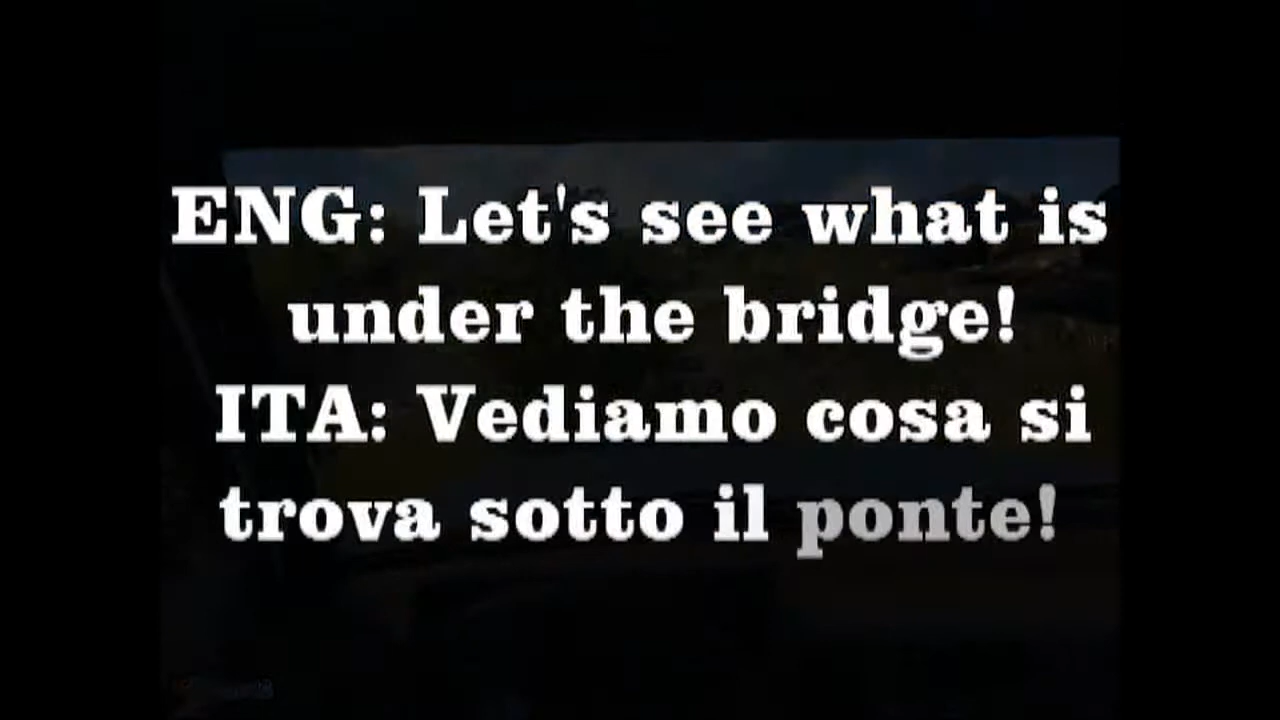 ENG: Let's see what is
under the bridge!
ITA: Vediamo cosa si
trova sotto il ponte!